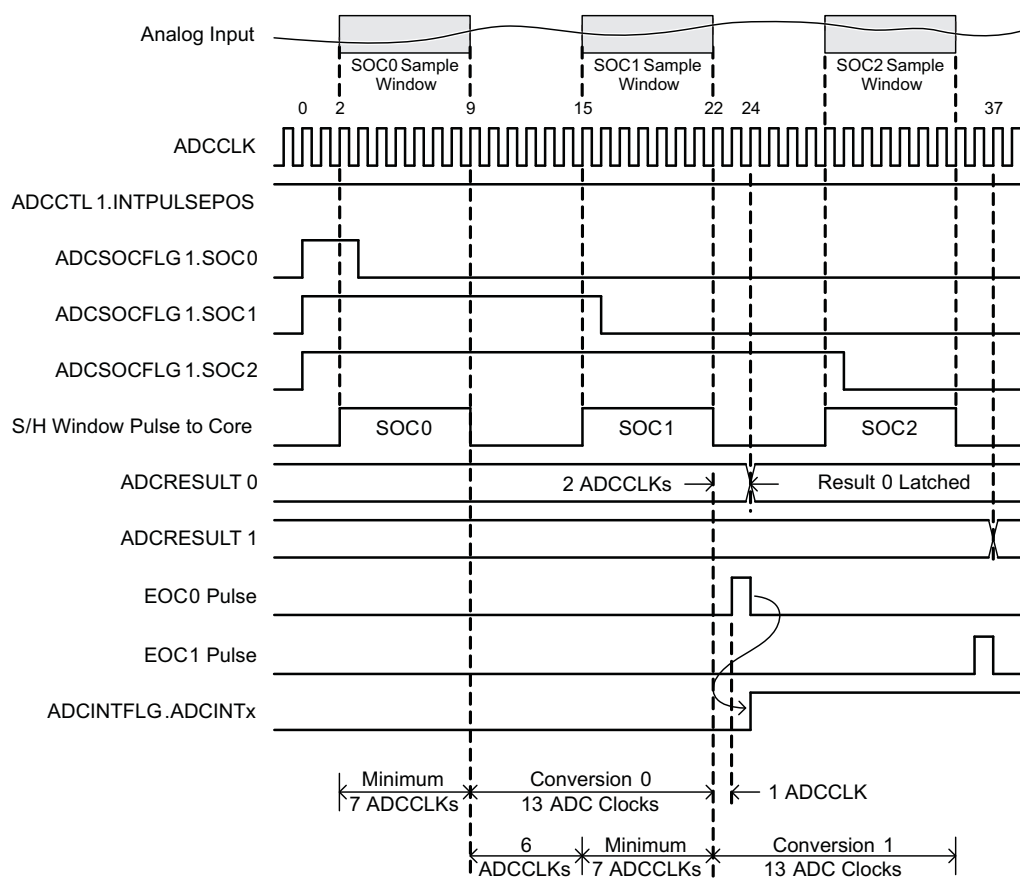 Analog Input
SOC0 Sample
Window
SOC1 Sample
Window
SOC2 Sample
Window
0 2 9 15 22 24 37
ADCCLK
ADCCTL 1.INTPULSEPOS
ADCSOCFLG 1.SOC0
ADCSOCFLG 1.SOC1
ADCSOCFLG 1.SOC2
S/H Window Pulse to Core SOC0 SOC1 SOC2
ADCRESULT 0 2 ADCCLKs Result 0 Latched
ADCRESULT 1
EOC0 Pulse
EOC1 Pulse
ADCINTFLG.ADCINTx
Minimum
7 ADCCLKs
Conversion 0
13 ADC Clocks
1 ADCCLK
6
ADCCLKs
Minimum
7 ADCCLKs
Conversion 1
13 ADC Clocks